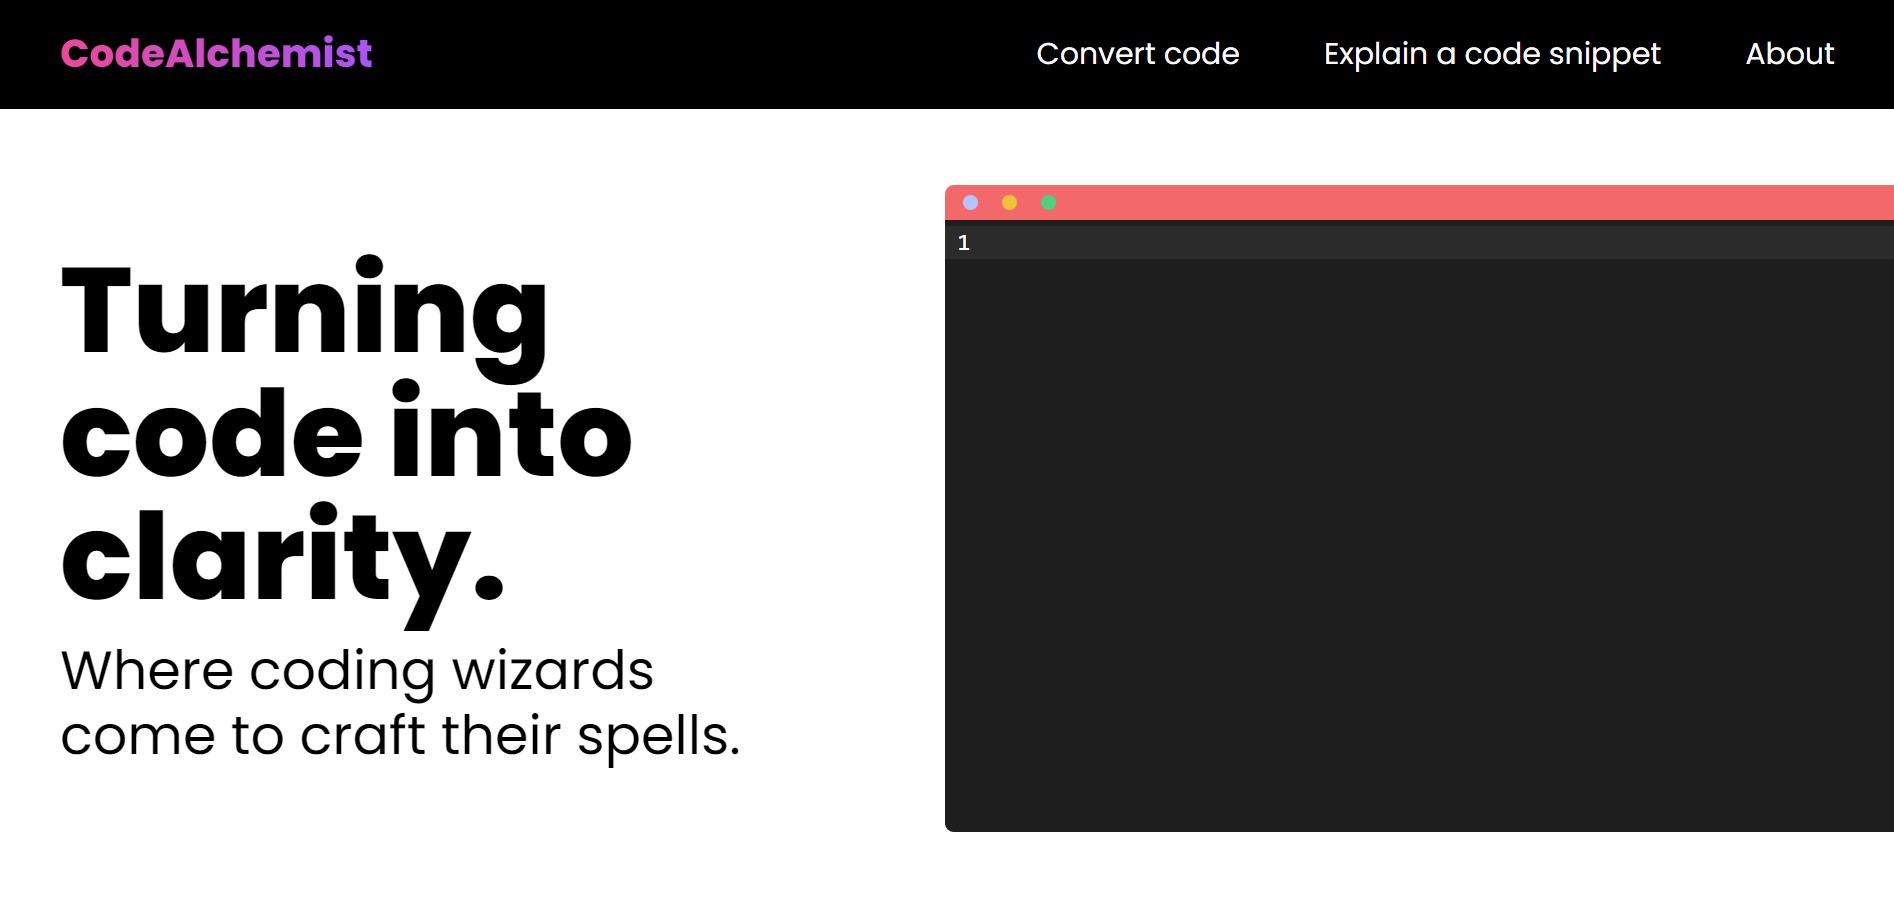 CodeAlchemist
Convert code
Explain a code snippet
About
Turning
code into
clarity.
Where coding wizards
come to craft their spells.
1